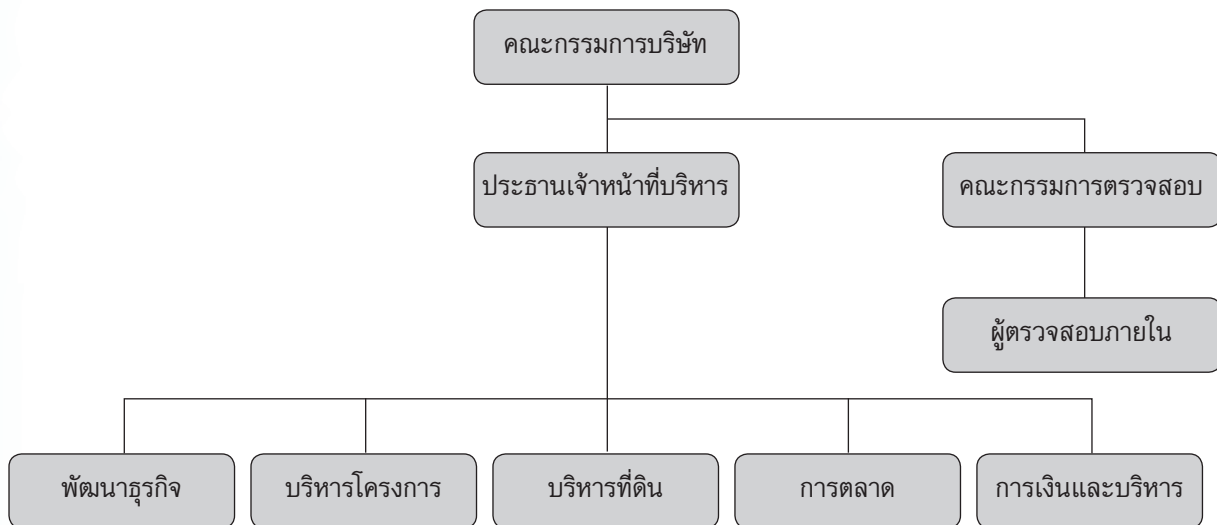 คณะกรรมการบริษัท
ประธานเจ้าหน้าที่บริหาร
คณะกรรมการตรวจสอบ
ผู้ตรวจสอบภายใน
พัฒนาธุรกิจ
บริหารโครงการ
บริหารที่ดิน
การตลาด
การเงินและบริหาร